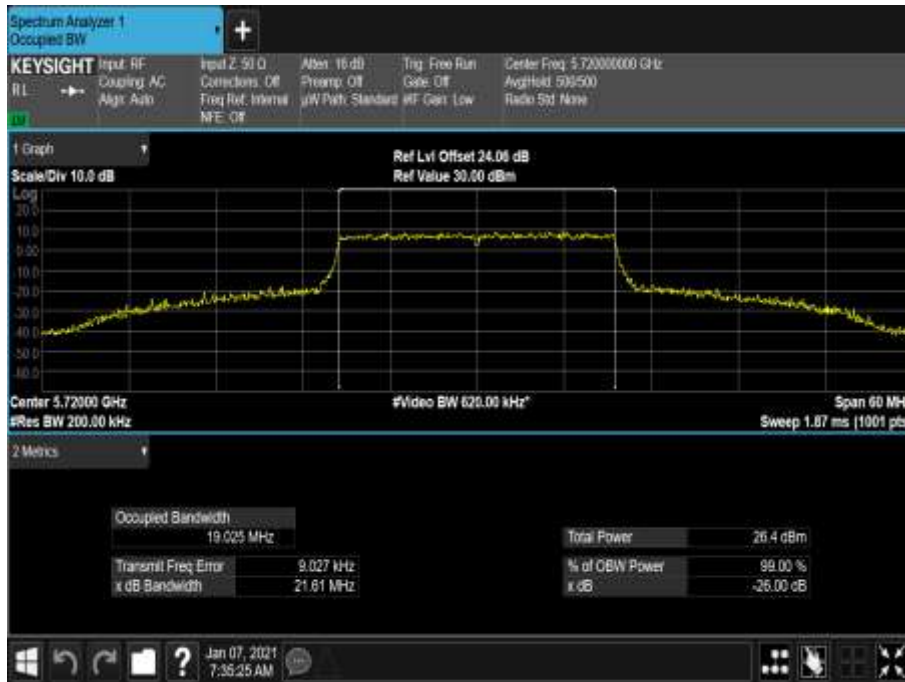 Spectrum Analyzer 1
Occupied BW
+
KEYSIGHT Input: RF Input Z: 50 Ω Atten: 16 dB Trig: Free Run Center Freq: 5.720000000 GHz
RL Coupling: AC Corrections: Off Preamp: Off Gate: Off Avg|Hold: 500/500
Align: Auto Freq Ref: Internal µW Path: Standard #IF Gain: Low Radio Std: None
NFE: Off
1 Graph
Ref Lvl Offset 24.06 dB
Scale/Div 10.0 dB Ref Value 30.00 dBm
Log
20.0
10.0
0.00
-10.0
-20.0
-30.0
-40.0
-50.0
-60.0
Center 5.72000 GHz #Video BW 620.00 kHz* Span 60 MH
#Res BW 200.00 kHz Sweep 1.87 ms (1001 pts
2 Metrics
Occupied Bandwidth
19.025 MHz Total Power 26.4 dBm
Transmit Freq Error 9.027 kHz % of OBW Power 99.00 %
x dB Bandwidth 21.61 MHz x dB -26.00 dB
? Jan 07, 2021
7:35:25 AM